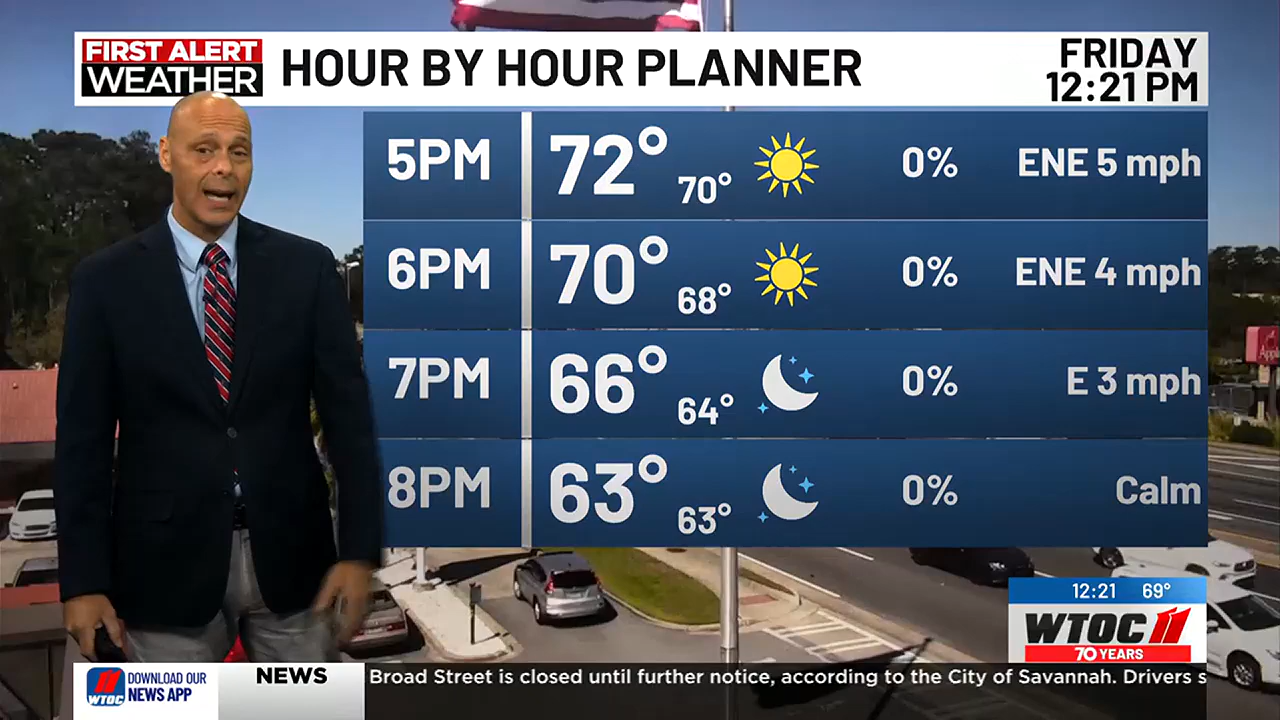 FIRST ALERT
WEATHER
HOUR BY HOUR PLANNER
FRIDAY
12:21 PM
5PM 72° 70° 0% ENE 5 mph
6PM 70° 68° 0% ENE 4 mph
7PM 66° 64° 0% E 3 mph
8PM 63° 63° 0% Calm
12:21 69°
WTOC 11
70 YEARS
11
WTOC
DOWNLOAD OUR
NEWS APP
NEWS
Broad Street is closed until further notice, according to the City of Savannah. Drivers s